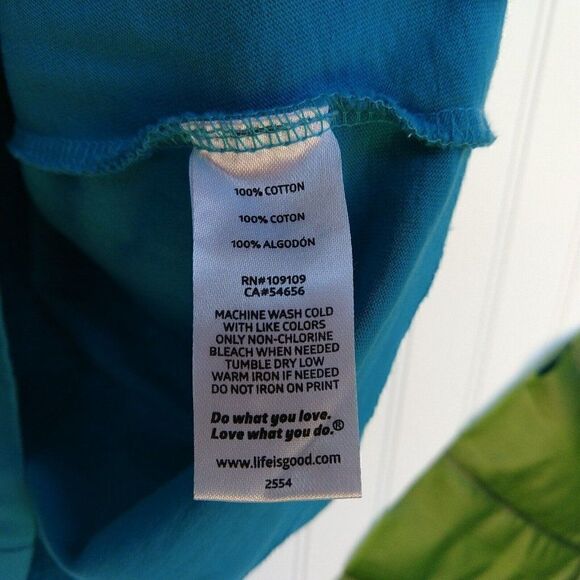 100% COTTON
100% COTON
100% ALGODÓN
RN#109109
CA#54656
MACHINE WASH COLD
WITH LIKE COLORS
ONLY NON-CHLORINE
BLEACH WHEN NEEDED
TUMBLE DRY LOW
WARM IRON IF NEEDED
DO NOT IRON ON PRINT
Do what you love.
Love what you do.®
www.lifeisgood.com
2554